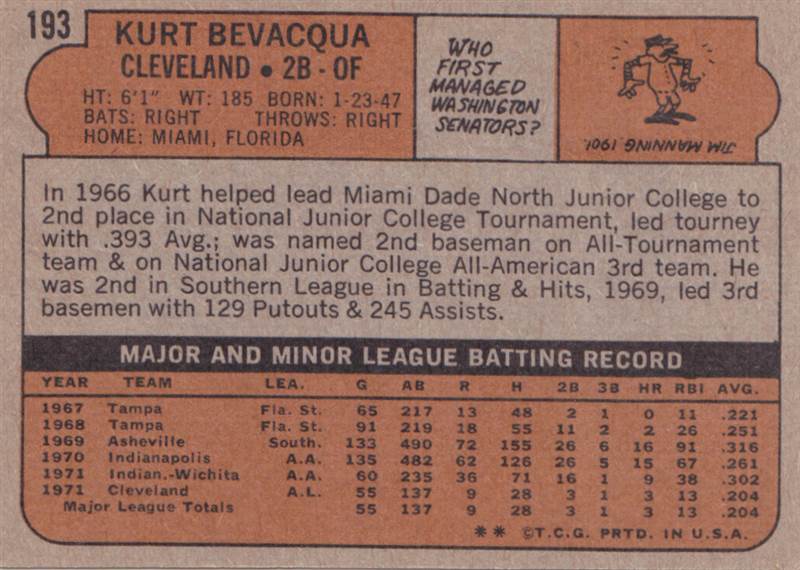 193
KURT BEVACQUA
CLEVELAND • 2B - OF
HT: 6'1" WT: 185 BORN: 1-23-47
BATS: RIGHT THROWS: RIGHT
HOME: MIAMI, FLORIDA
WHO
FIRST
MANAGED
WASHINGTON
SENATORS?
JIM MANNING 1901.
In 1966 Kurt helped lead Miami Dade North Junior College to
2nd place in National Junior College Tournament, led tourney
with .393 Avg.; was named 2nd baseman on All-Tournament
team & on National Junior College All-American 3rd team. He
was 2nd in Southern League in Batting & Hits, 1969, led 3rd
basemen with 129 Putouts & 245 Assists.
MAJOR AND MINOR LEAGUE BATTING RECORD
YEAR TEAM LEA. G AB R H 2B 3B HR RBI AVG.
1967 Tampa Fla. St. 65 217 13 48 2 1 0 11 .221
1968 Tampa Fla. St. 91 219 18 55 11 2 2 26 .251
1969 Asheville South. 133 490 72 155 26 6 16 91 .316
1970 Indianapolis A.A. 135 482 62 126 26 5 15 67 .261
1971 Indian.-Wichita A.A. 60 235 36 71 16 1 9 38 .302
1971 Cleveland A.L. 55 137 9 28 3 1 3 13 .204
Major League Totals 55 137 9 28 3 1 3 13 .204
** ©T.C.G. PRTD. IN U.S.A.